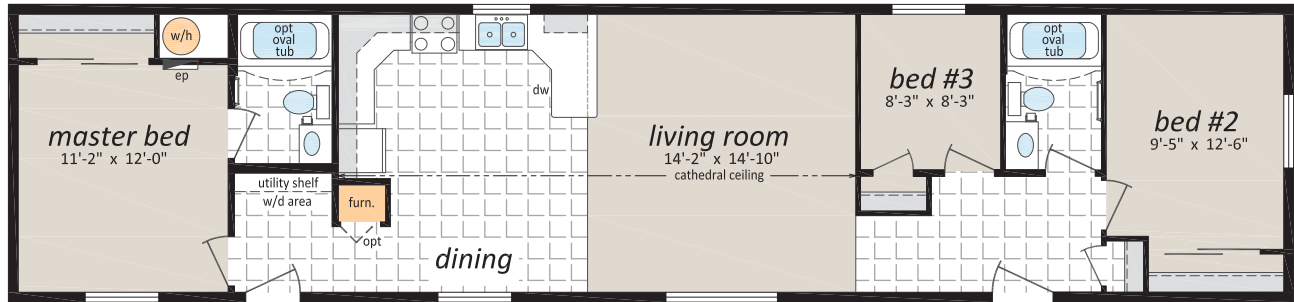 w/h
ep
master bed
11'-2" x 12'-0"
opt
oval
tub
utility shelf
w/d area
furn.
opt
dw
dining
living room
14'-2" x 14'-10"
cathedral ceiling
bed #3
8'-3" x 8'-3"
opt
oval
tub
bed #2
9'-5" x 12'-6"